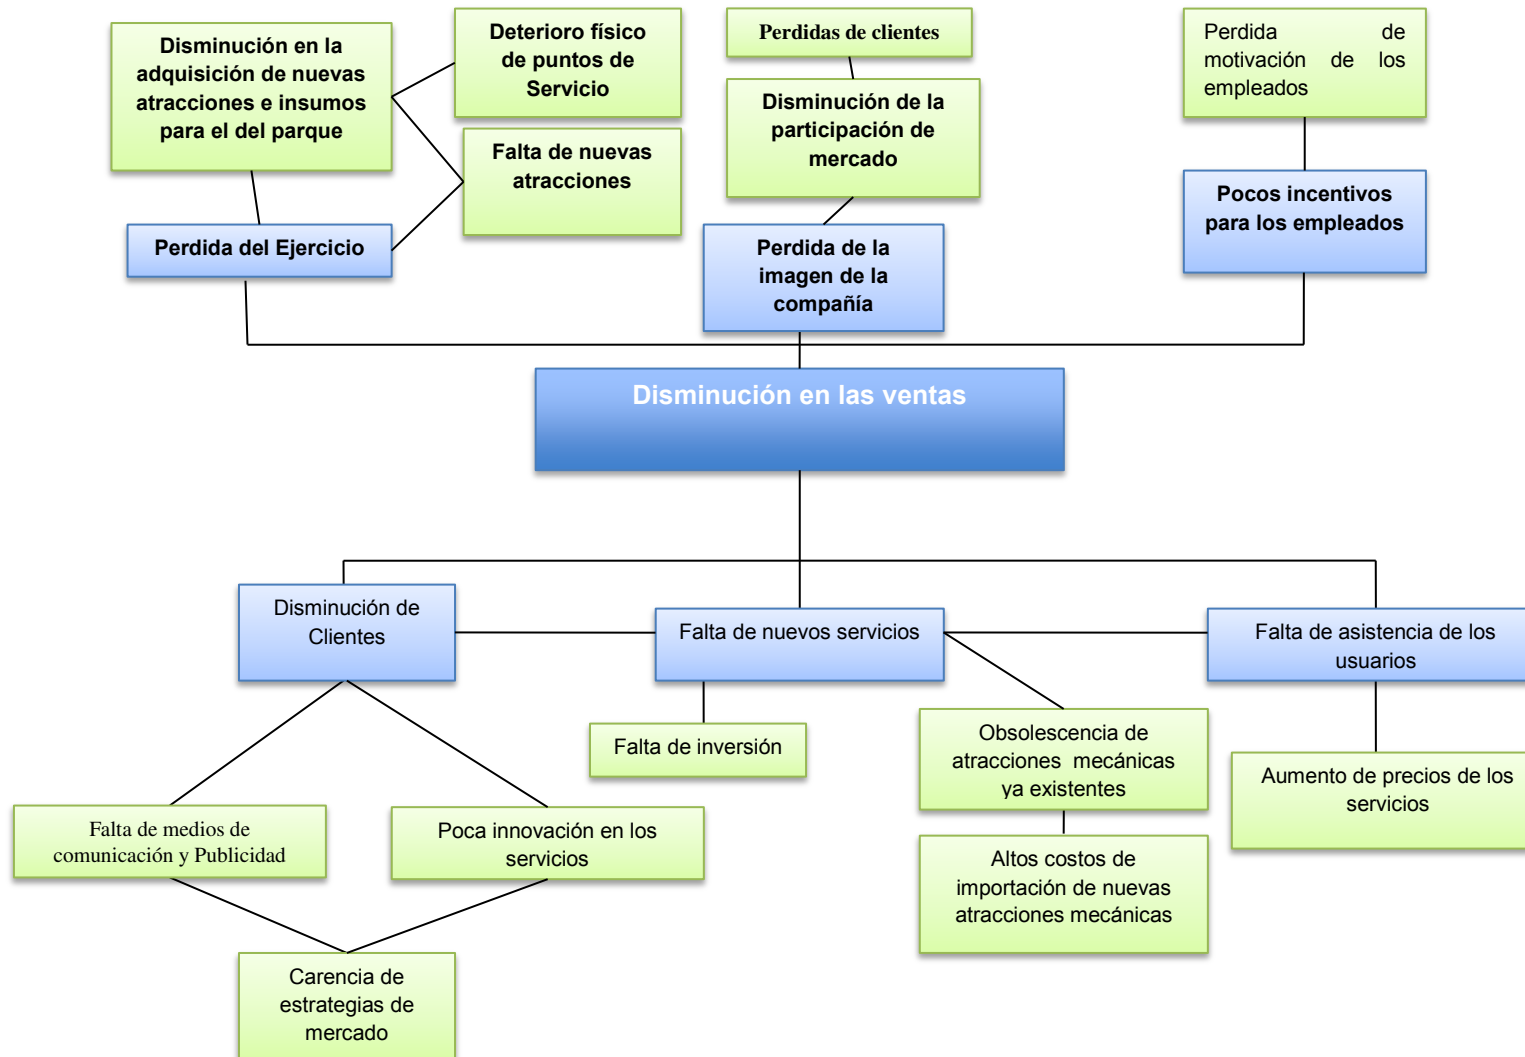 Disminución en la
adquisición de nuevas
atracciones e insumos
para el del parque
Deterioro físico
de puntos de
Servicio
Perdidas de clientes
Perdida de
motivación de los
empleados
Disminución de la
participación de
mercado
Falta de nuevas
atracciones
Pocos incentivos
para los empleados
Perdida del Ejercicio
Perdida de la
imagen de la
compañía
Disminución en las ventas
Disminución de
Clientes
Falta de nuevos servicios
Falta de asistencia de los
usuarios
Falta de inversión
Obsolescencia de
atracciones mecánicas
ya existentes
Aumento de precios de los
servicios
Falta de medios de
comunicación y Publicidad
Poca innovación en los
servicios
Altos costos de
importación de nuevas
atracciones mecánicas
Carencia de
estrategias de
mercado